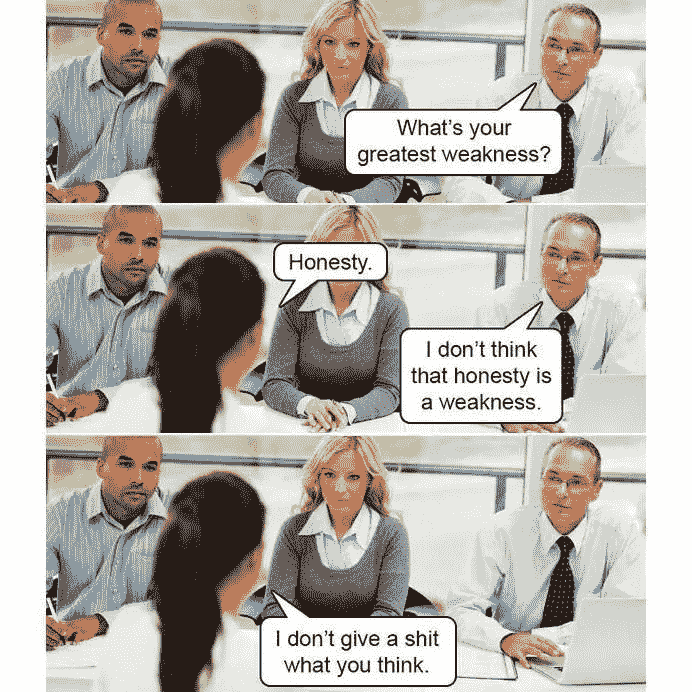 What's your
greatest weakness?
Honesty.
I don't think
that honesty is
a weakness.
I don't give a shit
what you think.